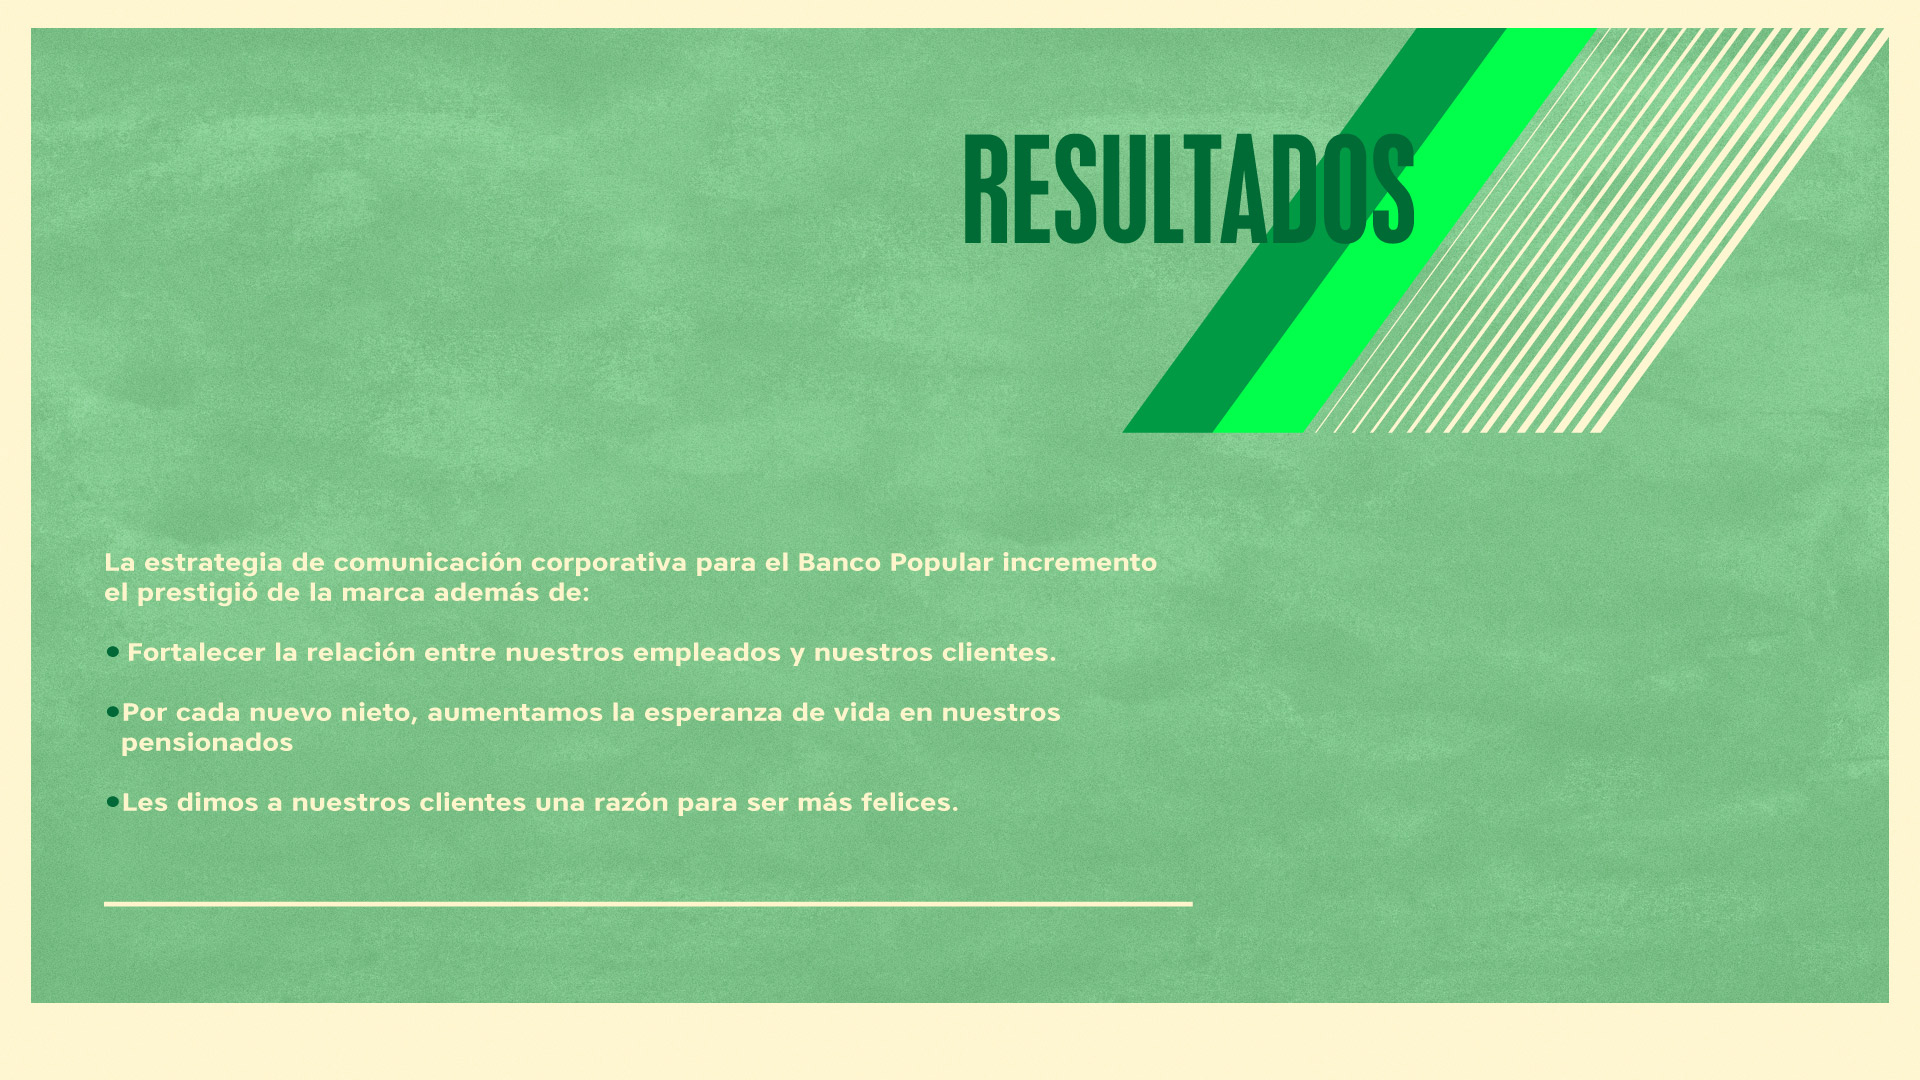 RESULTADOS
La estrategia de comunicación corporativa para el Banco Popular incremento
el prestigió de la marca además de:
• Fortalecer la relación entre nuestros empleados y nuestros clientes.
•Por cada nuevo nieto, aumentamos la esperanza de vida en nuestros
pensionados
•Les dimos a nuestros clientes una razón para ser más felices.